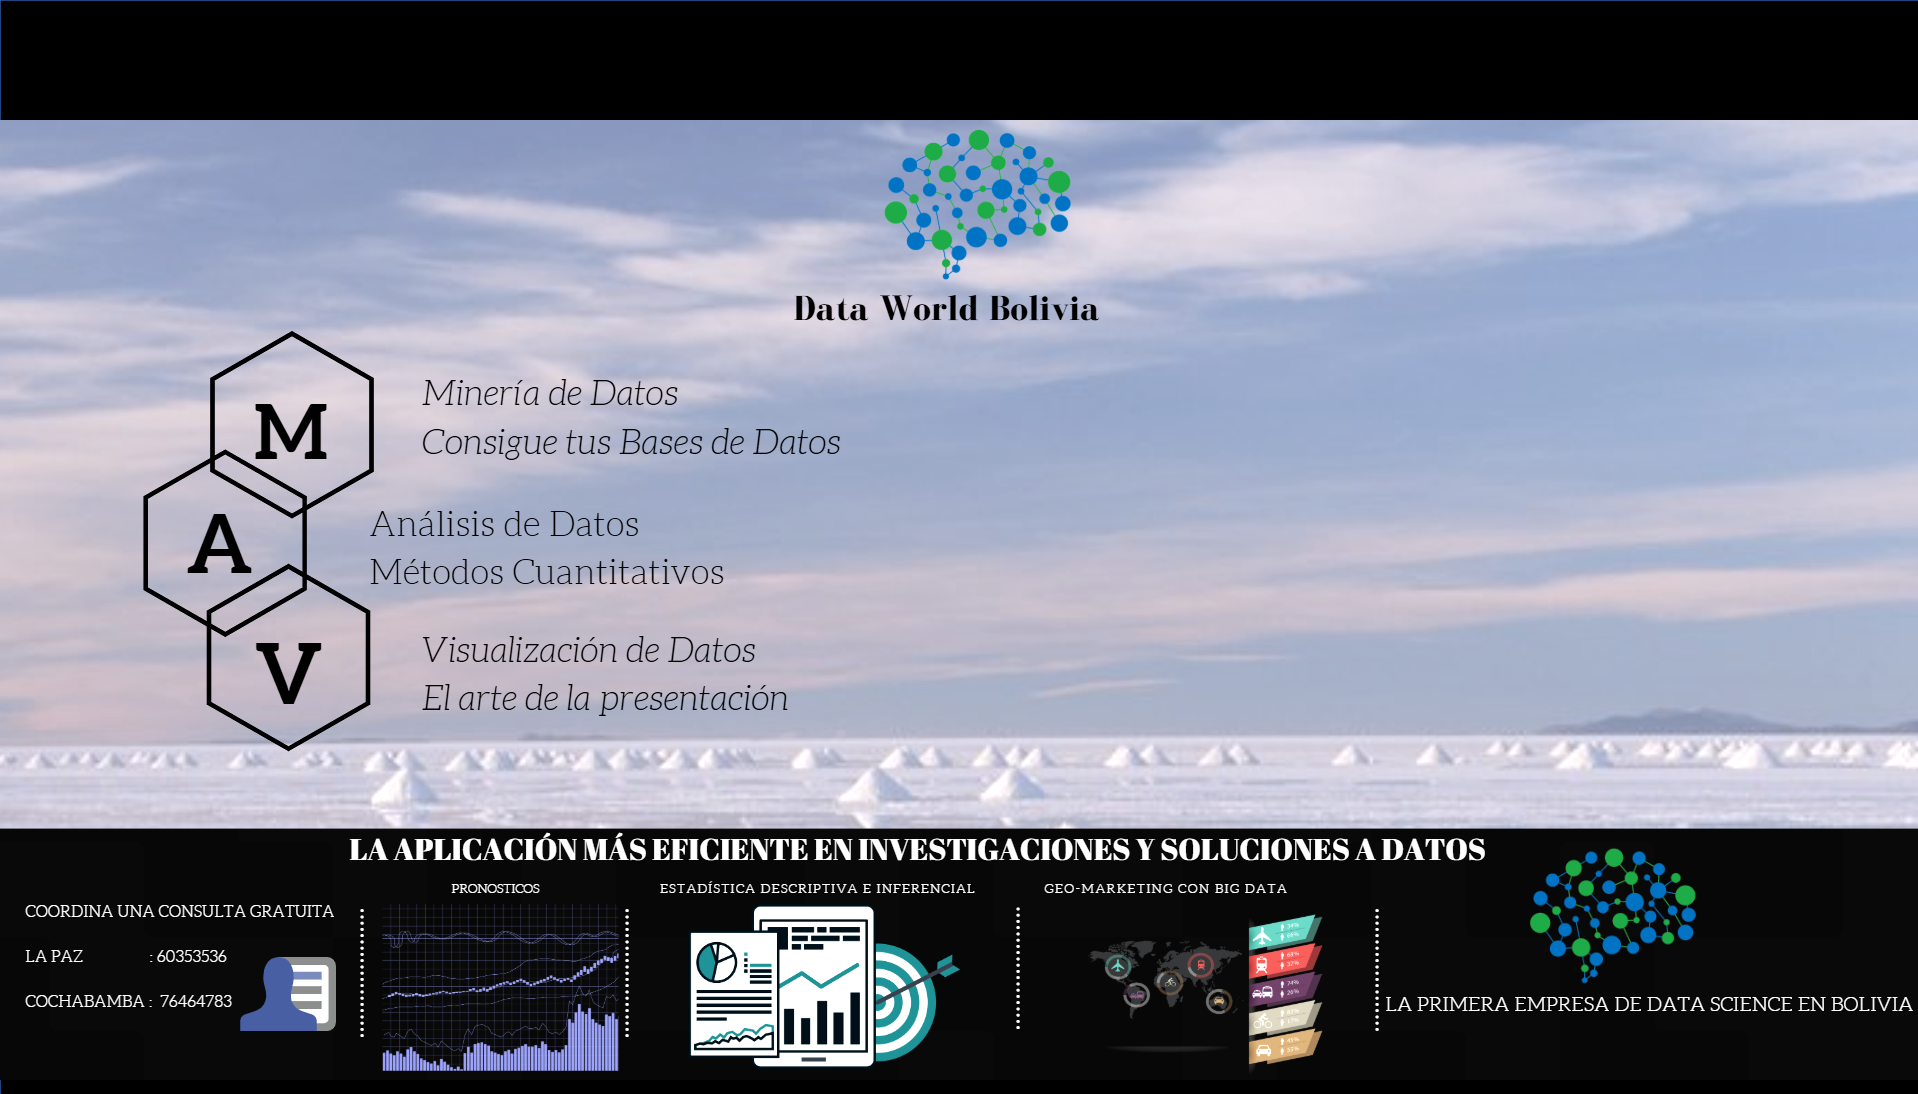 Data World Bolivia
M
Minería de Datos
Consigue tus Bases de Datos
A
Análisis de Datos
Métodos Cuantitativos
V
Visualización de Datos
El arte de la presentación
LA APLICACIÓN MÁS EFICIENTE EN INVESTIGACIONES Y SOLUCIONES A DATOS
COORDINA UNA CONSULTA GRATUITA
LA PAZ : 60353536
COCHABAMBA : 76464783
PRONOSTICOS
ESTADÍSTICA DESCRIPTIVA E INFERENCIAL
GEO-MARKETING CON BIG DATA
LA PRIMERA EMPRESA DE DATA SCIENCE EN BOLIVIA